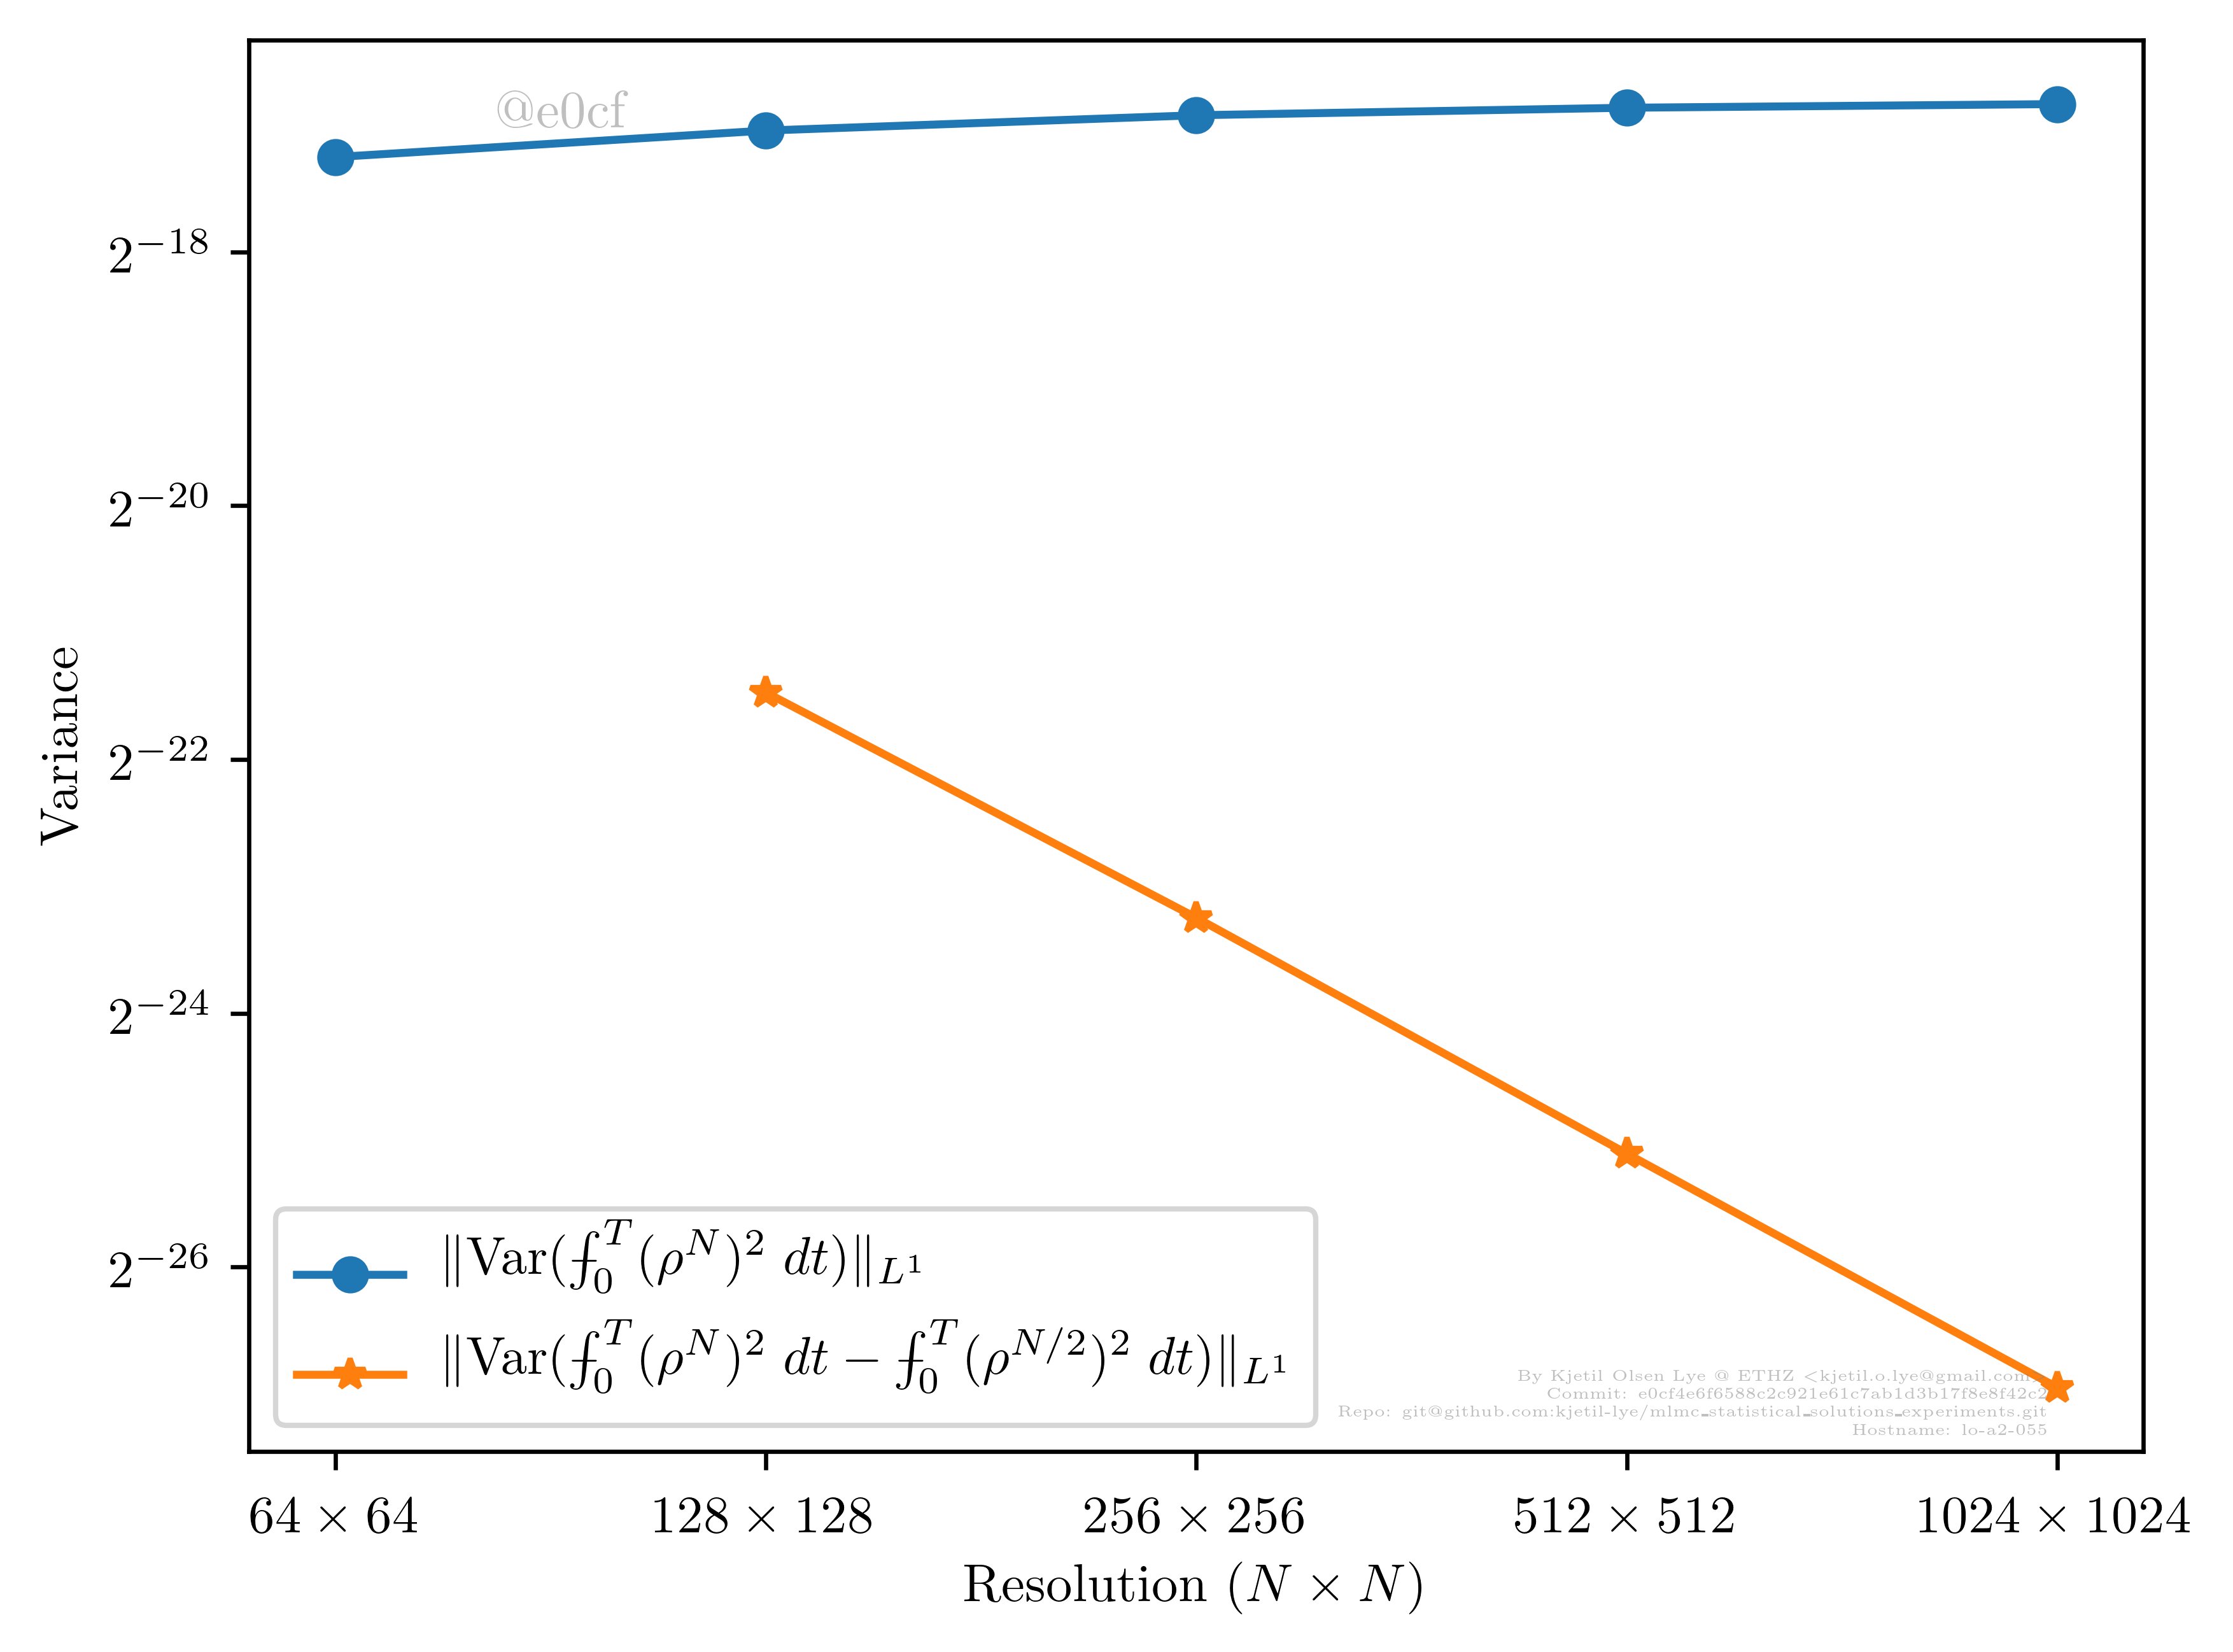 @e0cf
2^{-18}
2^{-20}
2^{-22}
2^{-24}
2^{-26}
Variance
‖Var(⨍_0^T(ρ^N)^2 dt)‖_{L^1}
‖Var(⨍_0^T(ρ^N)^2 dt − ⨍_0^T(ρ^{N/2})^2 dt)‖_{L^1}
By Kjetil Olsen Lye @ ETHZ <kjetil.o.lye@gmail.com
Commit: e0cf4e6f6588c2c921e61c7ab1d3b17f8e8f42c2
Repo: git@github.com:kjetil-lye/mlmc_statistical_solutions_experiments.git
Hostname: lo-a2-055
64 × 64
128 × 128
256 × 256
512 × 512
1024 × 1024
Resolution (N × N)